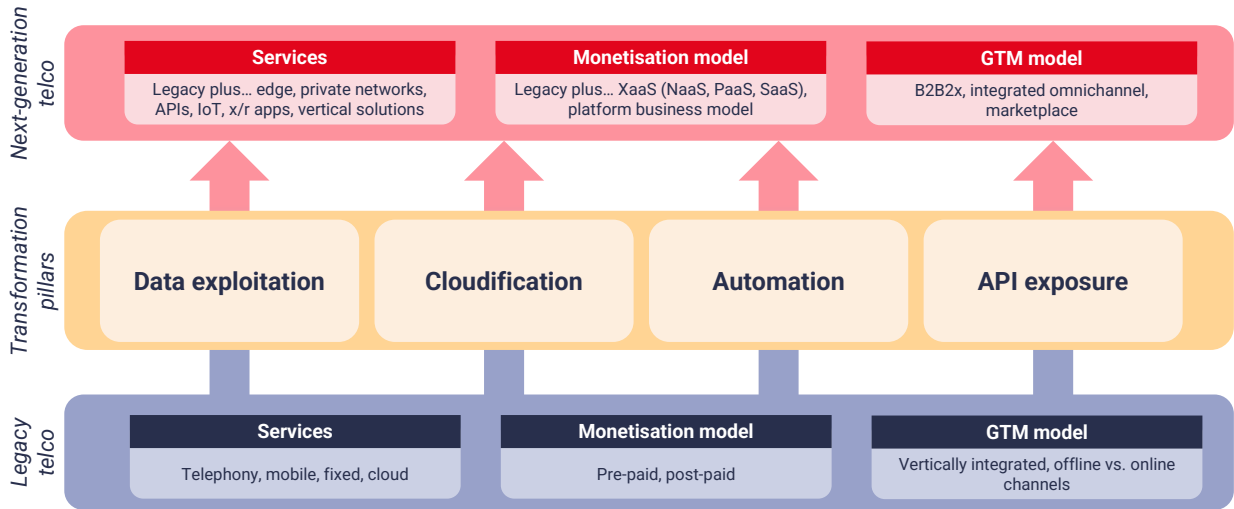 Next-generation
telco
Services
Legacy plus… edge, private networks,
APIs, IoT, x/r apps, vertical solutions
Monetisation model
Legacy plus… XaaS (NaaS, PaaS, SaaS),
platform business model
GTM model
B2B2x, integrated omnichannel,
marketplace
Transformation
pillars
Data exploitation
Cloudification
Automation
API exposure
Legacy
telco
Services
Telephony, mobile, fixed, cloud
Monetisation model
Pre-paid, post-paid
GTM model
Vertically integrated, offline vs. online
channels